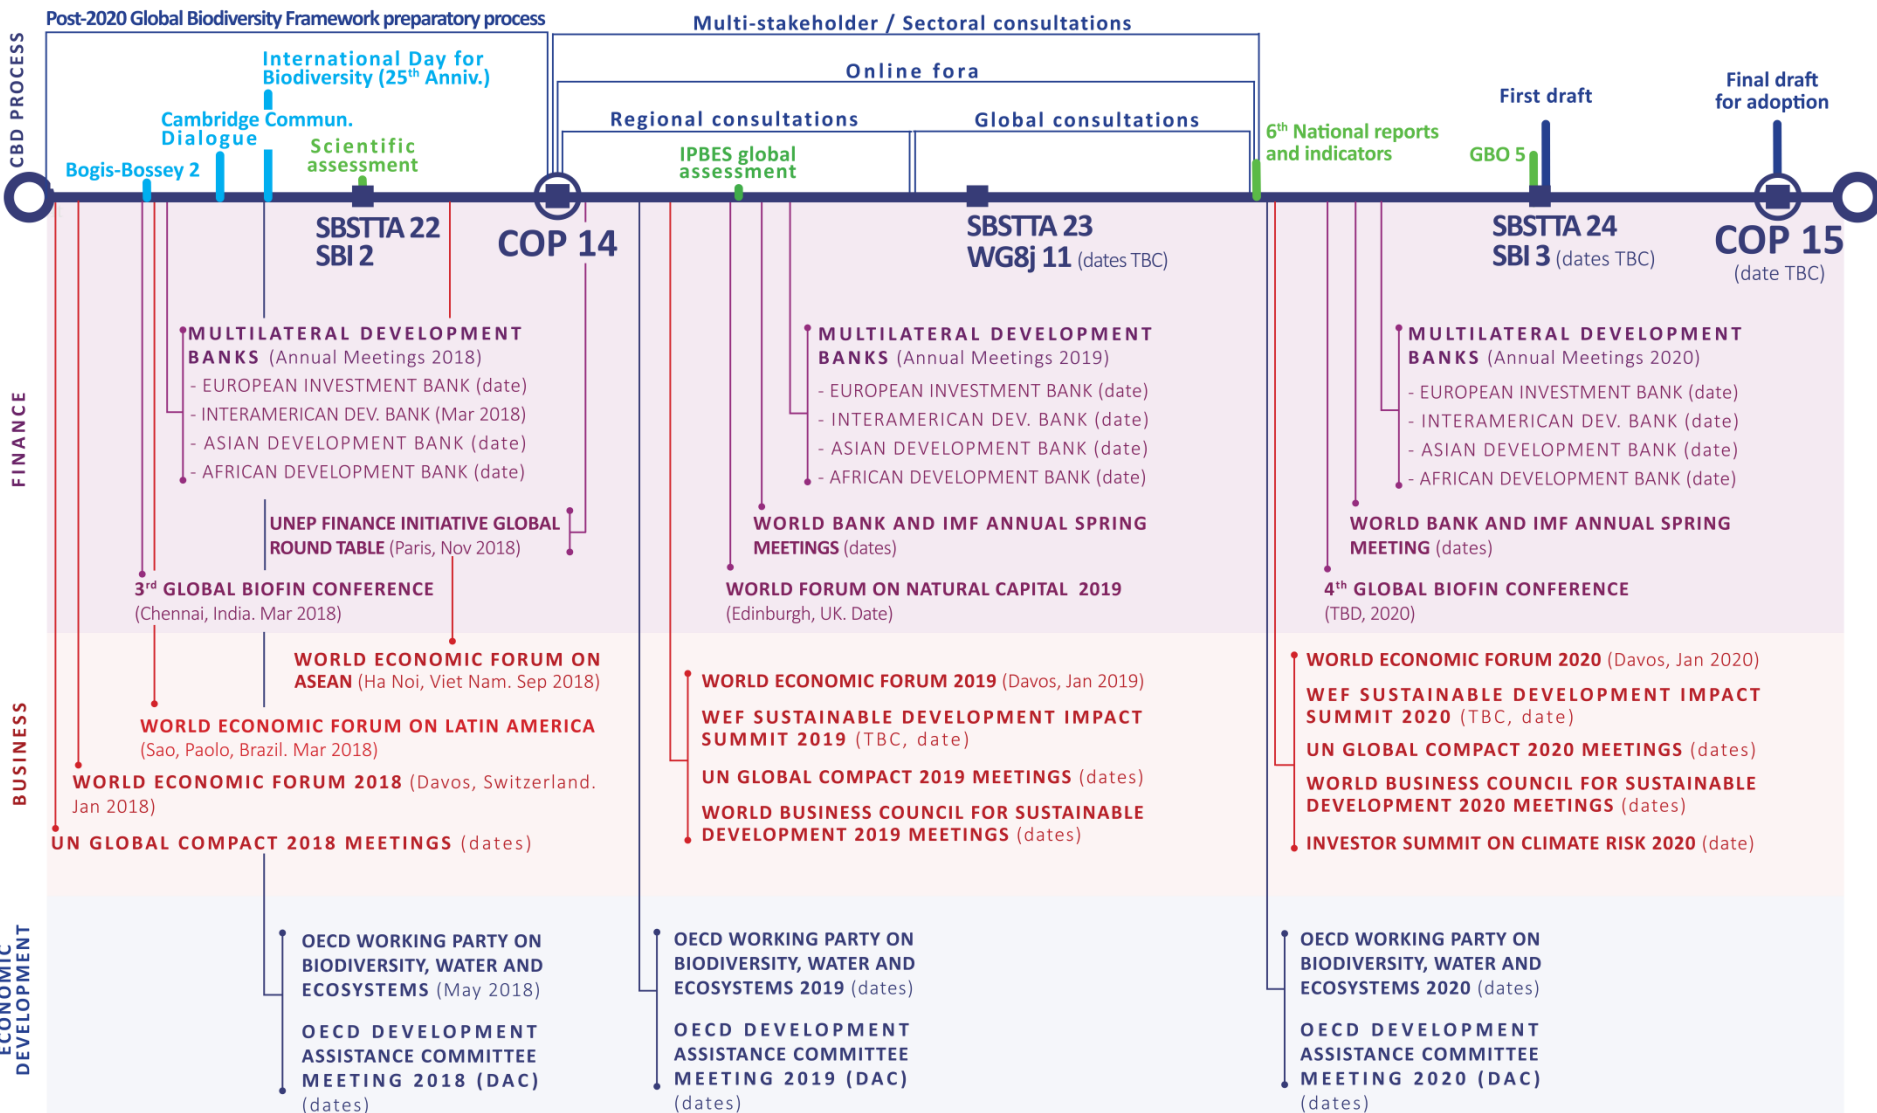 Post-2020 Global Biodiversity Framework preparatory process
Multi-stakeholder / Sectoral consultations
CBD PROCESS
International Day for
Biodiversity (25th Anniv.)
Online fora
Final draft
for adoption
First draft
Cambridge Commun.
Dialogue
Regional consultations
Global consultations
Scientific
assessment
6th National reports
and indicators
Bogis-Bossey 2
IPBES global
assessment
GBO 5
SBSTTA 22
SBI 2
COP 14
SBSTTA 23
WG8j 11 (dates TBC)
SBSTTA 24
SBI 3 (dates TBC)
COP 15
(date TBC)
FINANCE
MULTILATERAL DEVELOPMENT
BANKS (Annual Meetings 2018)
- EUROPEAN INVESTMENT BANK (date)
- INTERAMERICAN DEV. BANK (Mar 2018)
- ASIAN DEVELOPMENT BANK (date)
- AFRICAN DEVELOPMENT BANK (date)
UNEP FINANCE INITIATIVE GLOBAL
ROUND TABLE (Paris, Nov 2018)
3rd GLOBAL BIOFIN CONFERENCE
(Chennai, India. Mar 2018)
MULTILATERAL DEVELOPMENT
BANKS (Annual Meetings 2019)
- EUROPEAN INVESTMENT BANK (date)
- INTERAMERICAN DEV. BANK (date)
- ASIAN DEVELOPMENT BANK (date)
- AFRICAN DEVELOPMENT BANK (date)
WORLD BANK AND IMF ANNUAL SPRING
MEETINGS (dates)
WORLD FORUM ON NATURAL CAPITAL 2019
(Edinburgh, UK. Date)
MULTILATERAL DEVELOPMENT
BANKS (Annual Meetings 2020)
- EUROPEAN INVESTMENT BANK (date)
- INTERAMERICAN DEV. BANK (date)
- ASIAN DEVELOPMENT BANK (date)
- AFRICAN DEVELOPMENT BANK (date)
WORLD BANK AND IMF ANNUAL SPRING
MEETING (dates)
4th GLOBAL BIOFIN CONFERENCE
(TBD, 2020)
BUSINESS
WORLD ECONOMIC FORUM ON
ASEAN (Ha Noi, Viet Nam. Sep 2018)
WORLD ECONOMIC FORUM ON LATIN AMERICA
(Sao, Paolo, Brazil. Mar 2018)
WORLD ECONOMIC FORUM 2018 (Davos, Switzerland.
Jan 2018)
UN GLOBAL COMPACT 2018 MEETINGS (dates)
WORLD ECONOMIC FORUM 2019 (Davos, Jan 2019)
WEF SUSTAINABLE DEVELOPMENT IMPACT
SUMMIT 2019 (TBC, date)
UN GLOBAL COMPACT 2019 MEETINGS (dates)
WORLD BUSINESS COUNCIL FOR SUSTAINABLE
DEVELOPMENT 2019 MEETINGS (dates)
WORLD ECONOMIC FORUM 2020 (Davos, Jan 2020)
WEF SUSTAINABLE DEVELOPMENT IMPACT
SUMMIT 2020 (TBC, date)
UN GLOBAL COMPACT 2020 MEETINGS (dates)
WORLD BUSINESS COUNCIL FOR SUSTAINABLE
DEVELOPMENT 2020 MEETINGS (dates)
INVESTOR SUMMIT ON CLIMATE RISK 2020 (date)
ECONOMIC
DEVELOPMENT
OECD WORKING PARTY ON
BIODIVERSITY, WATER AND
ECOSYSTEMS (May 2018)
OECD DEVELOPMENT
ASSISTANCE COMMITTEE
MEETING 2018 (DAC)
(dates)
OECD WORKING PARTY ON
BIODIVERSITY, WATER AND
ECOSYSTEMS 2019 (dates)
OECD DEVELOPMENT
ASSISTANCE COMMITTEE
MEETING 2019 (DAC)
(dates)
OECD WORKING PARTY ON
BIODIVERSITY, WATER AND
ECOSYSTEMS 2020 (dates)
OECD DEVELOPMENT
ASSISTANCE COMMITTEE
MEETING 2020 (DAC)
(dates)